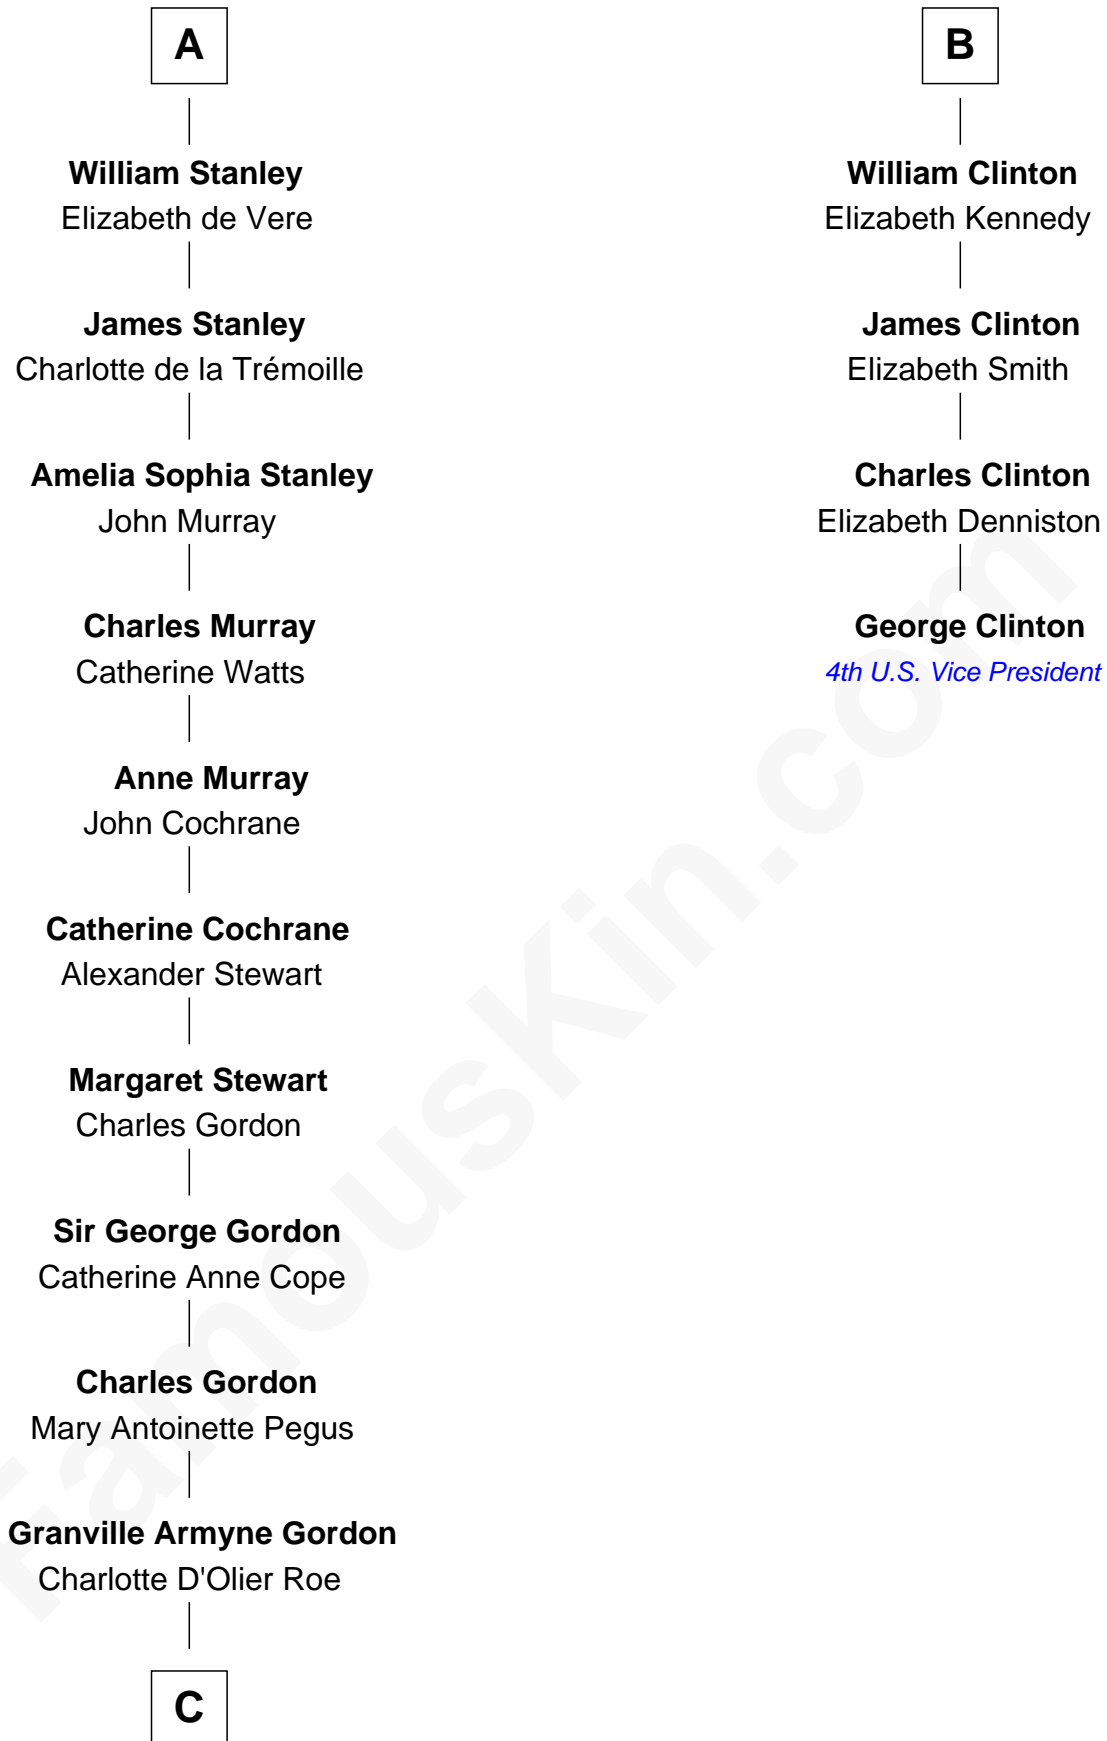 A
William Stanley
Elizabeth de Vere
James Stanley
Charlotte de la Trémoille
Amelia Sophia Stanley
John Murray
Charles Murray
Catherine Watts
Anne Murray
John Cochrane
Catherine Cochrane
Alexander Stewart
Margaret Stewart
Charles Gordon
Sir George Gordon
Catherine Anne Cope
Charles Gordon
Mary Antoinette Pegus
Granville Armyne Gordon
Charlotte D'Olier Roe
C
B
William Clinton
Elizabeth Kennedy
James Clinton
Elizabeth Smith
Charles Clinton
Elizabeth Denniston
George Clinton
4th U.S. Vice President
FamousKin.com